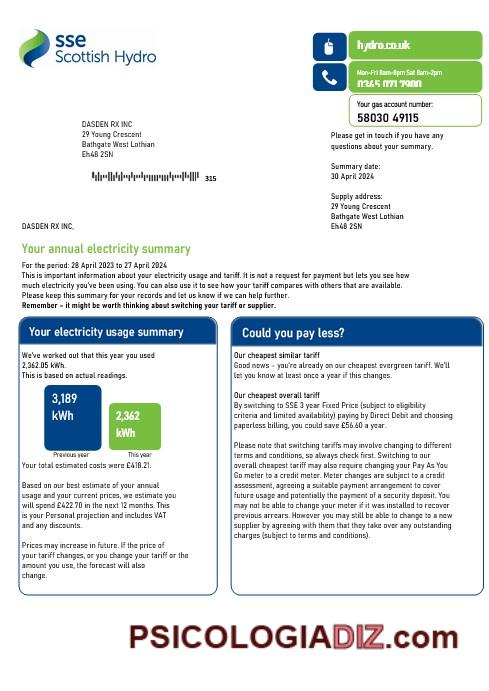 sse
Scottish Hydro
hydro.co.uk
Mon-Fri 8am-8pm Sat 8am-2pm
0345 071 7900
Your gas account number:
58030 49115
DASDEN RX INC
29 Young Crescent
Bathgate West Lothian
Eh48 2SN
315
Please get in touch if you have any
questions about your summary.
Summary date:
30 April 2024
Supply address:
29 Young Crescent
Bathgate West Lothian
Eh48 2SN
DASDEN RX INC,
Your annual electricity summary
For the period: 28 April 2023 to 27 April 2024
This is important information about your electricity usage and tariff. It is not a request for payment but lets you see how
much electricity you've been using. You can also use it to see how your tariff compares with others that are available.
Please keep this summary for your records and let us know if we can help further.
Remember – it might be worth thinking about switching your tariff or supplier.
Your electricity usage summary
We've worked out that this year you used
2,362.05 kWh.
This is based on actual readings.
3,189
kWh
2,362
kWh
Previous year
This year
Your total estimated costs were £418.21.
Based on our best estimate of your annual
usage and your current prices, we estimate you
will spend £422.70 in the next 12 months. This
is your Personal projection and includes VAT
and any discounts.
Prices may increase in future. If the price of
your tariff changes, or you change your tariff or the
amount you use, the forecast will also
change.
Could you pay less?
Our cheapest similar tariff
Good news – you're already on our cheapest evergreen tariff. We'll
let you know at least once a year if this changes.
Our cheapest overall tariff
By switching to SSE 3 year Fixed Price (subject to eligibility
criteria and limited availability) paying by Direct Debit and choosing
paperless billing, you could save £56.60 a year.
Please note that switching tariffs may involve changing to different
terms and conditions, so always check first. Switching to our
overall cheapest tariff may also require changing your Pay As You
Go meter to a credit meter. Meter changes are subject to a credit
assessment, agreeing a suitable payment arrangement to cover
future usage and potentially the payment of a security deposit. You
may not be able to change your meter if it was installed to recover
previous arrears. However you may still be able to change to a new
supplier by agreeing with them that they take over any outstanding
charges (subject to terms and conditions).
PSICOLOGIADIZ.com